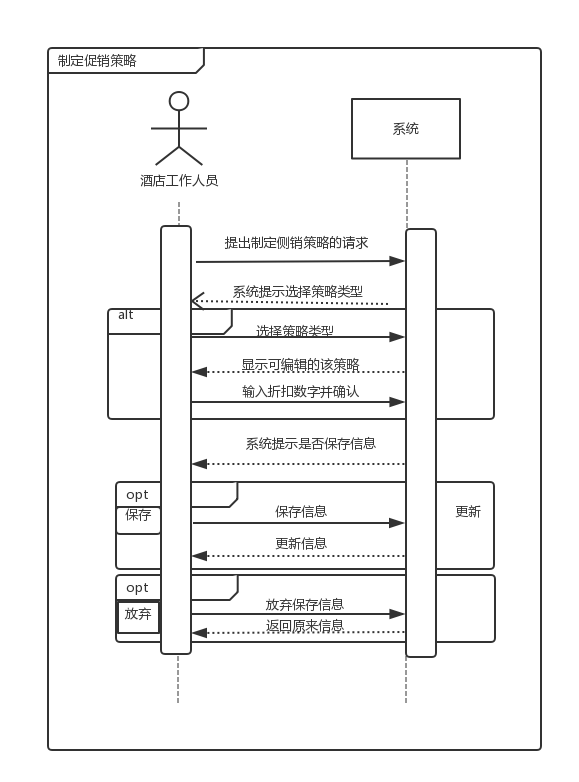 制定促销策略
系统
酒店工作人员
提出制定侧销策略的请求
系统提示选择策略类型
alt
选择策略类型
显示可编辑的该策略
输入折扣数字并确认
系统提示是否保存信息
opt
保存
保存信息
更新
更新信息
opt
放弃
放弃保存信息
返回原来信息